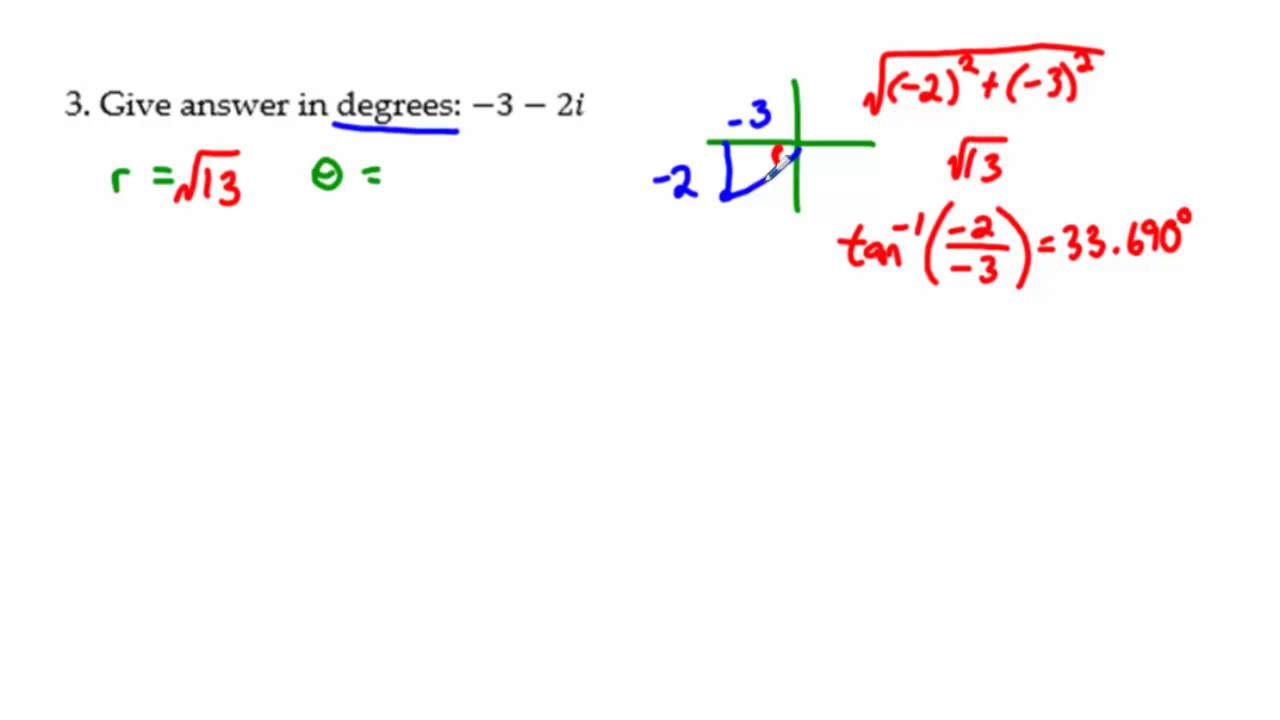 3. Give answer in degrees: −3 − 2i
r = √13 θ =
-3
-2
√((-2)² + (-3)²)
√13
tan⁻¹(-2/-3) = 33.690°